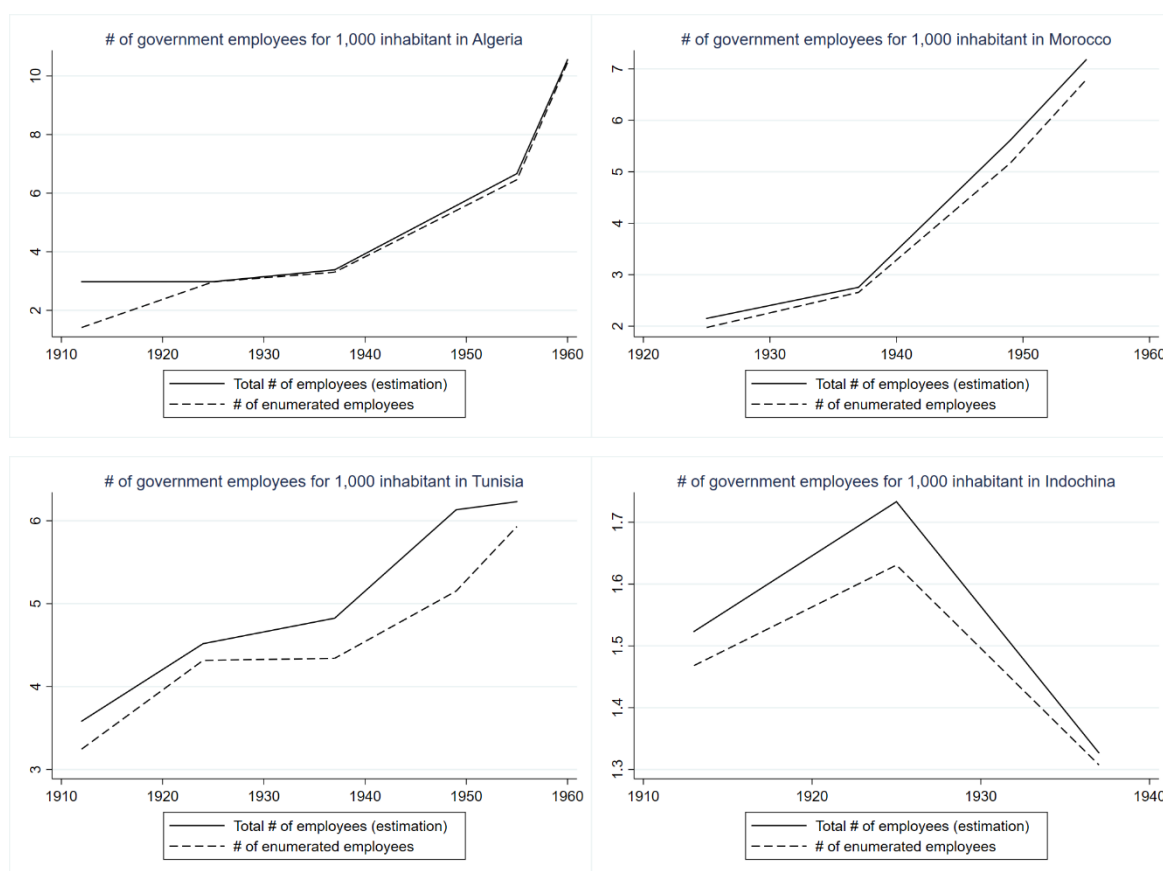 # of government employees for 1,000 inhabitant in Algeria
10
8
6
4
2
1910 1920 1930 1940 1950 1960
Total # of employees (estimation)
# of enumerated employees
# of government employees for 1,000 inhabitant in Morocco
7
6
5
4
3
2
1920 1930 1940 1950 1960
Total # of employees (estimation)
# of enumerated employees
# of government employees for 1,000 inhabitant in Tunisia
6
5
4
3
1910 1920 1930 1940 1950 1960
Total # of employees (estimation)
# of enumerated employees
# of government employees for 1,000 inhabitant in Indochina
1.7
1.6
1.5
1.4
1.3
1910 1920 1930 1940
Total # of employees (estimation)
# of enumerated employees